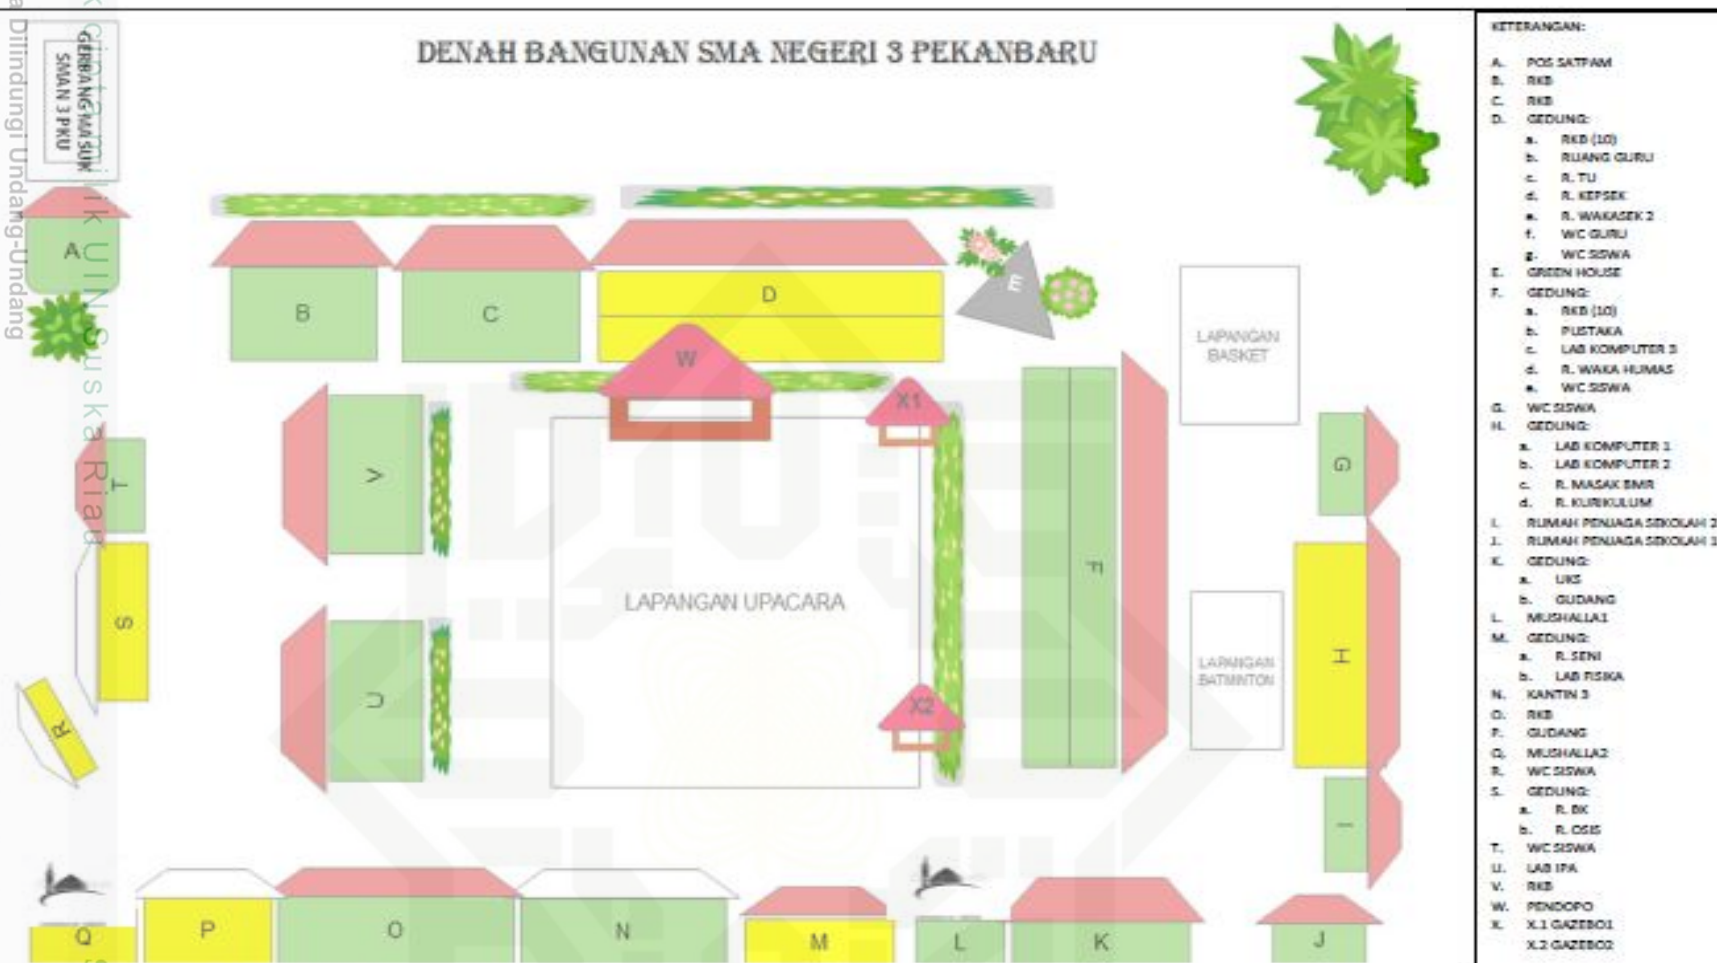 DENAH BANGUNAN SMA NEGERI 3 PEKANBARU
GERBANG MASUK
SMAN 3 PKU
k cipta milik UIN Suska Riau
Dilindungi Undang-Undang
A
B
C
D
E
W
X1
LAPANGAN
BASKET
V
G
T
F
LAPANGAN UPACARA
S
H
LAPANGAN
BATMINTON
U
X2
R
I
Q
P
O
N
M
L
K
J
KETERANGAN:
A. POS SATPAM
B. RKB
C. RKB
D. GEDUNG:
a. RKB (10)
b. RUANG GURU
c. R. TU
d. R. KEPSEK
e. R. WAKASEK 2
f. WC GURU
g. WC SISWA
E. GREEN HOUSE
F. GEDUNG:
a. RKB (10)
b. PUSTAKA
c. LAB KOMPUTER 3
d. R. WAKA HUMAS
e. WC SISWA
G. WC SISWA
H. GEDUNG:
a. LAB KOMPUTER 1
b. LAB KOMPUTER 2
c. R. MASAK BMR
d. R. KURIKULUM
I. RUMAH PENJAGA SEKOLAH 2
J. RUMAH PENJAGA SEKOLAH 1
K. GEDUNG:
a. UKS
b. GUDANG
L. MUSHALLA1
M. GEDUNG:
a. R. SENI
b. LAB FISIKA
N. KANTIN 3
O. RKB
P. GUDANG
Q. MUSHALLA2
R. WC SISWA
S. GEDUNG:
a. R. BK
b. R. OSIS
T. WC SISWA
U. LAB IPA
V. RKB
W. PENDOPO
X. X.1 GAZEBO1
X.2 GAZEBO2